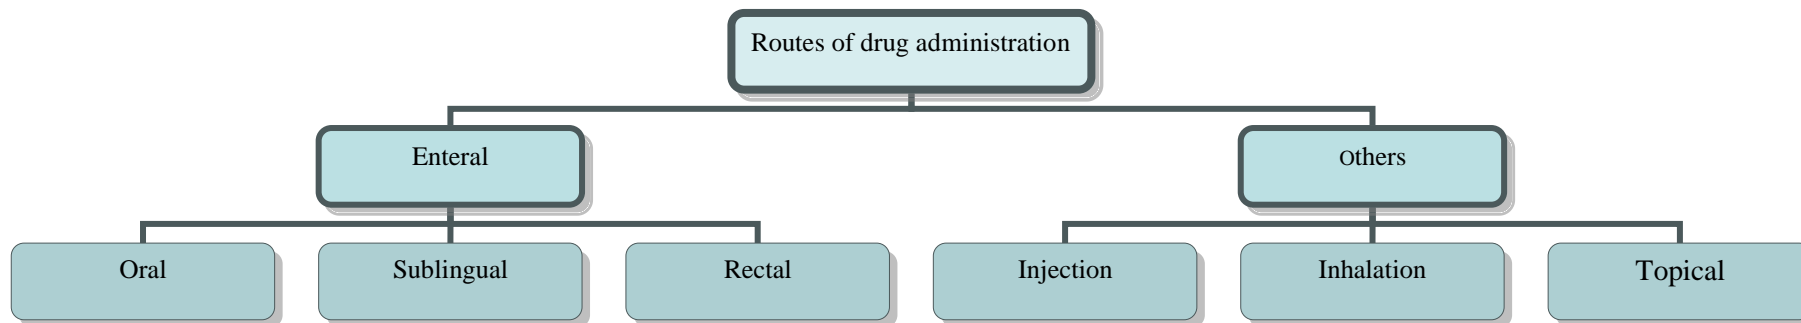 Routes of drug administration
Enteral
Others
Oral
Sublingual
Rectal
Injection
Inhalation
Topical